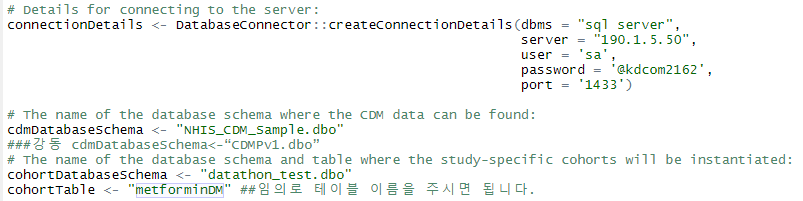 # Details for connecting to the server:
connectionDetails <- DatabaseConnector::createConnectionDetails(dbms = "sql server",
server = "190.1.5.50",
user = 'sa',
password = '@kdcom2162',
port = '1433')
# The name of the database schema where the CDM data can be found:
cdmDatabaseSchema <- "NHIS_CDM_Sample.dbo"
###강동 cdmDatabaseSchema<-“CDMPv1.dbo”
# The name of the database schema and table where the study-specific cohorts will be instantiated:
cohortDatabaseSchema <- "datathon_test.dbo"
cohortTable <- "metforminDM" ##임의로 테이블 이름을 주시면 됩니다.